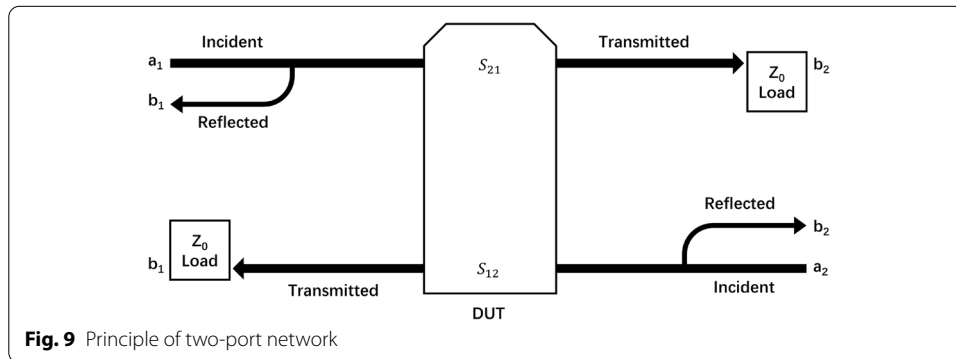 Incident
a₁
S₂₁
Transmitted
Z₀
Load
b₂
b₁
Reflected
Reflected
b₂
Z₀
Load
b₁
S₁₂
a₂
Transmitted
Incident
DUT
Fig. 9 Principle of two-port network